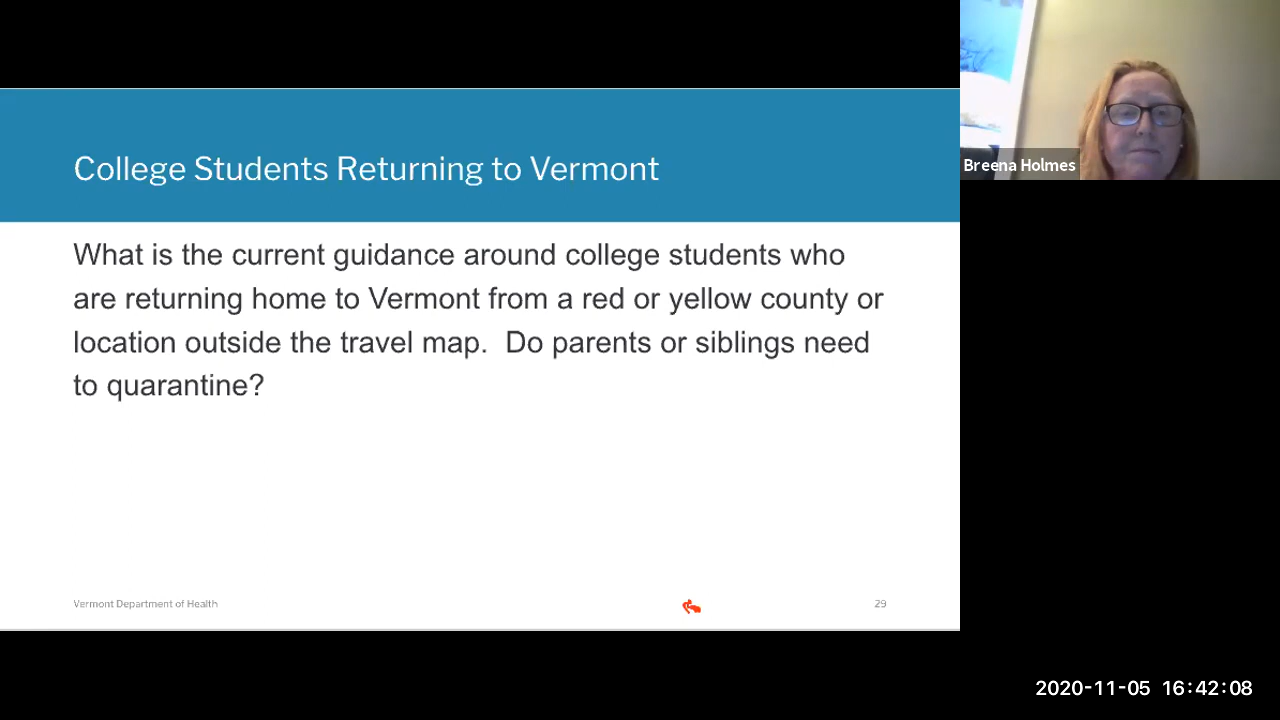 College Students Returning to Vermont
What is the current guidance around college students who
are returning home to Vermont from a red or yellow county or
location outside the travel map.  Do parents or siblings need
to quarantine?
Vermont Department of Health
29
Breena Holmes
2020-11-05 16:42:08